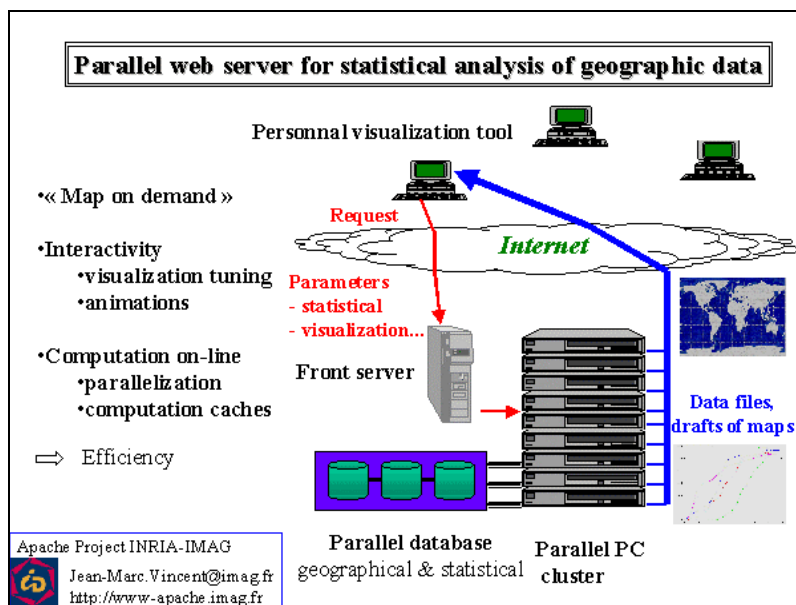 Parallel web server for statistical analysis of geographic data
Personnal visualization tool
•« Map on demand »
•Interactivity
•visualization tuning
•animations
•Computation on-line
•parallelization
•computation caches
⇨ Efficiency
Request
Internet
Parameters
- statistical
- visualization...
Front server
Data files,
drafts of maps
Parallel database
geographical & statistical
Parallel PC
cluster
Apache Project INRIA-IMAG
Jean-Marc.Vincent@imag.fr
http://www-apache.imag.fr